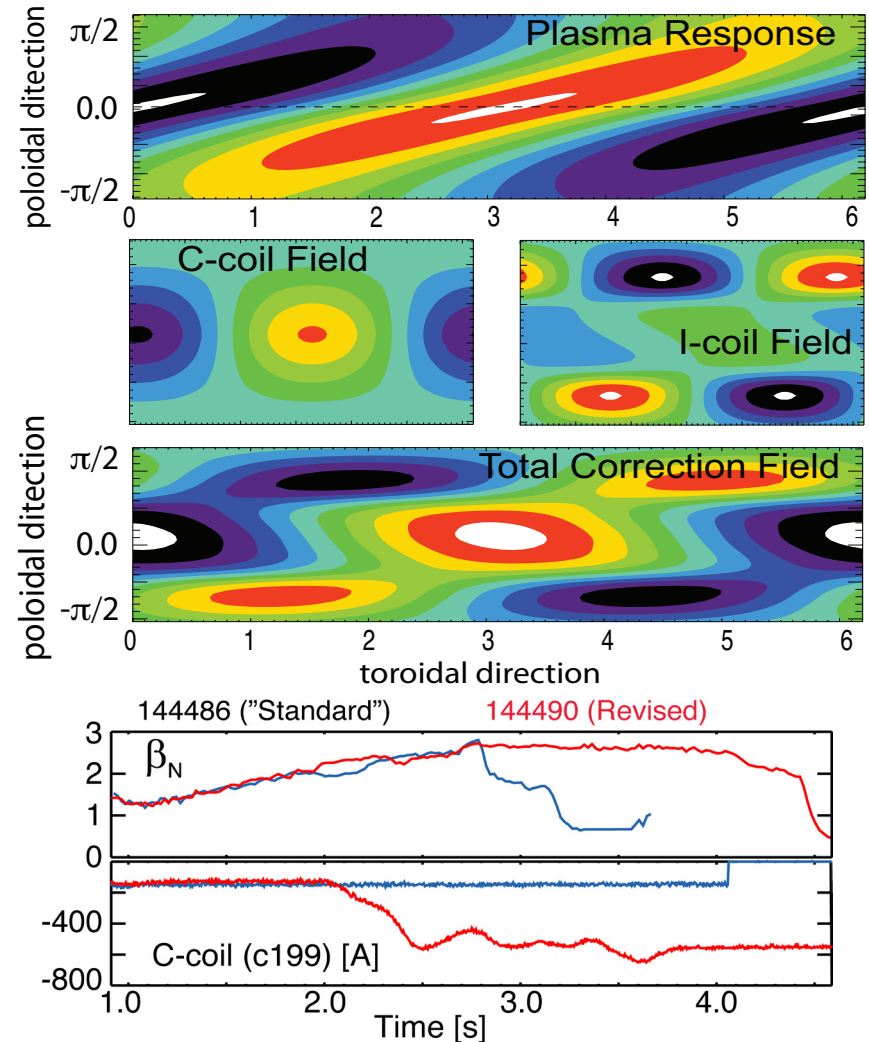 π/2
Plasma Response
0.0
-π/2
poloidal ditection
0 1 2 3 4 5 6
C-coil Field
I-coil Field
π/2
Total Correction Field
0.0
-π/2
poloidal ditection
0 1 2 3 4 5 6
toroidal direction
144486 ("Standard") 144490 (Revised)
3
βN
2
1
0
-400
C-coil (c199) [A]
-800
1.0 2.0 3.0 4.0
Time [s]